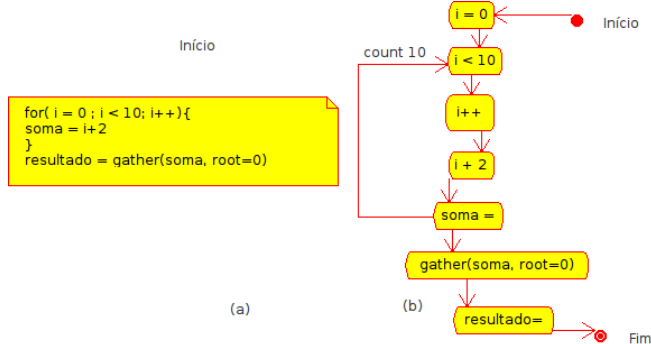 Início
for( i = 0 ; i < 10; i++){
soma = i+2
}
resultado = gather(soma, root=0)
(a)
Início
i = 0
count 10
i < 10
i++
i + 2
soma =
gather(soma, root=0)
(b)
resultado=
Fim